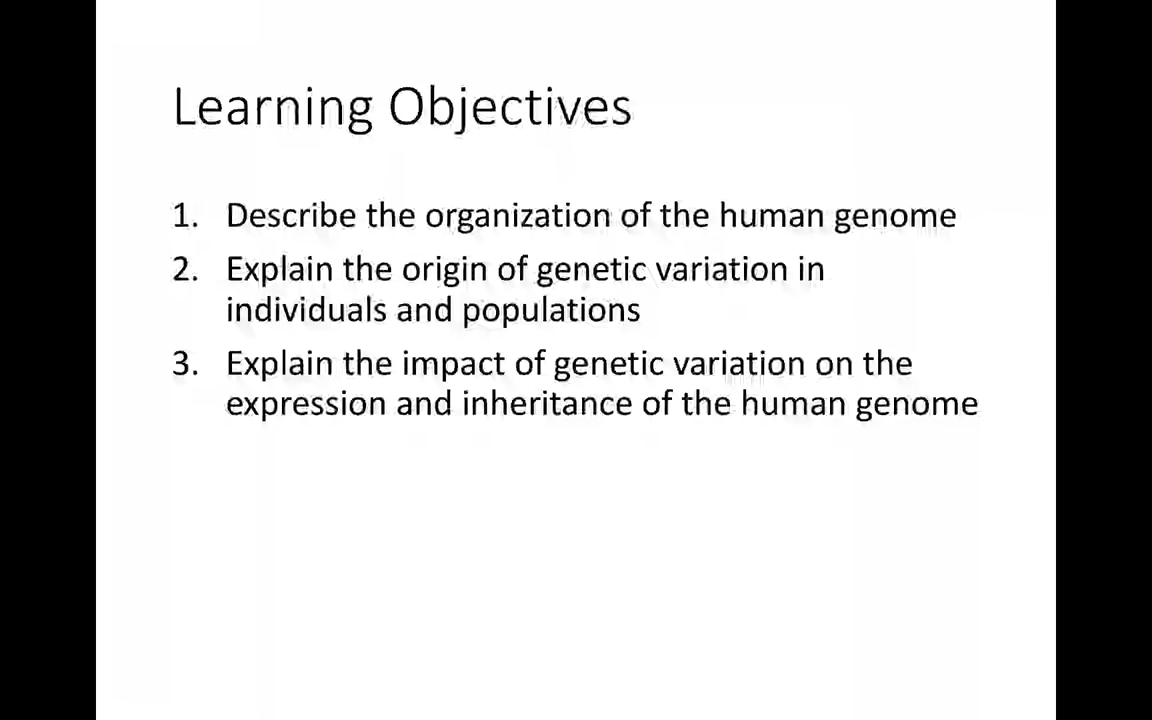 Learning Objectives
1. Describe the organization of the human genome
2. Explain the origin of genetic variation in
individuals and populations
3. Explain the impact of genetic variation on the
expression and inheritance of the human genome